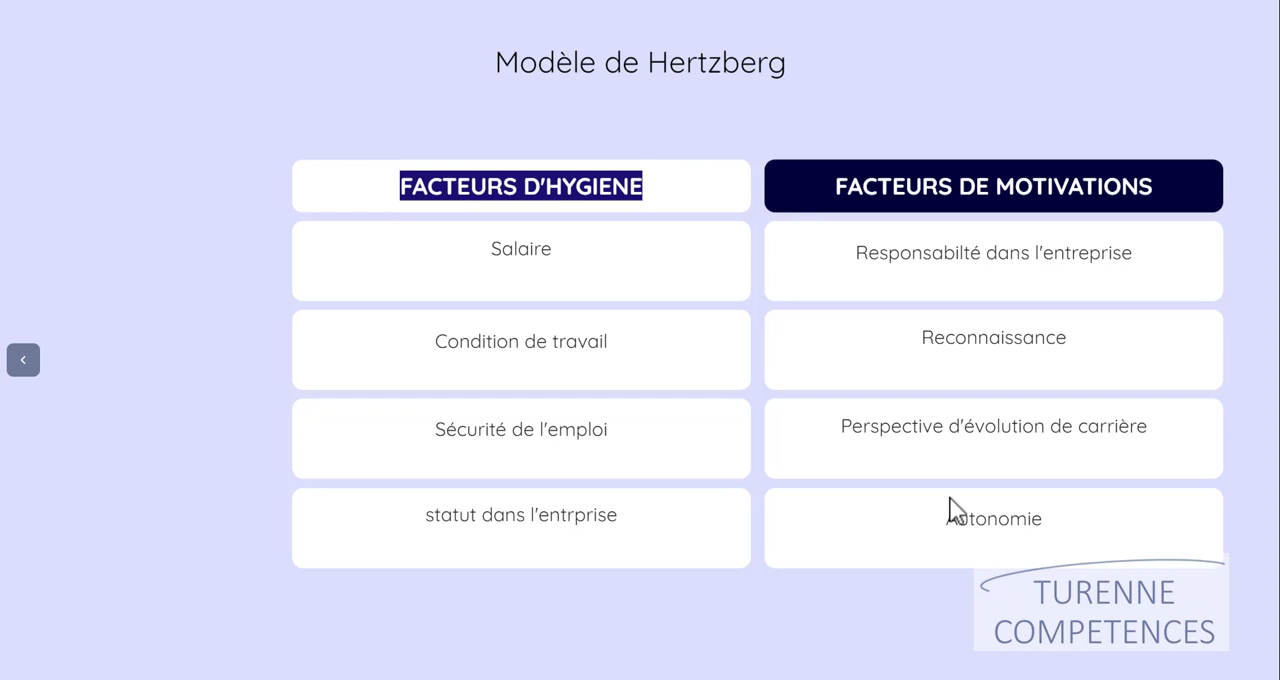 Modèle de Hertzberg
FACTEURS D'HYGIENE
FACTEURS DE MOTIVATIONS
Salaire
Responsabilté dans l'entreprise
Condition de travail
Reconnaissance
Sécurité de l'emploi
Perspective d'évolution de carrière
statut dans l'entrprise
Autonomie
TURENNE
COMPETENCES